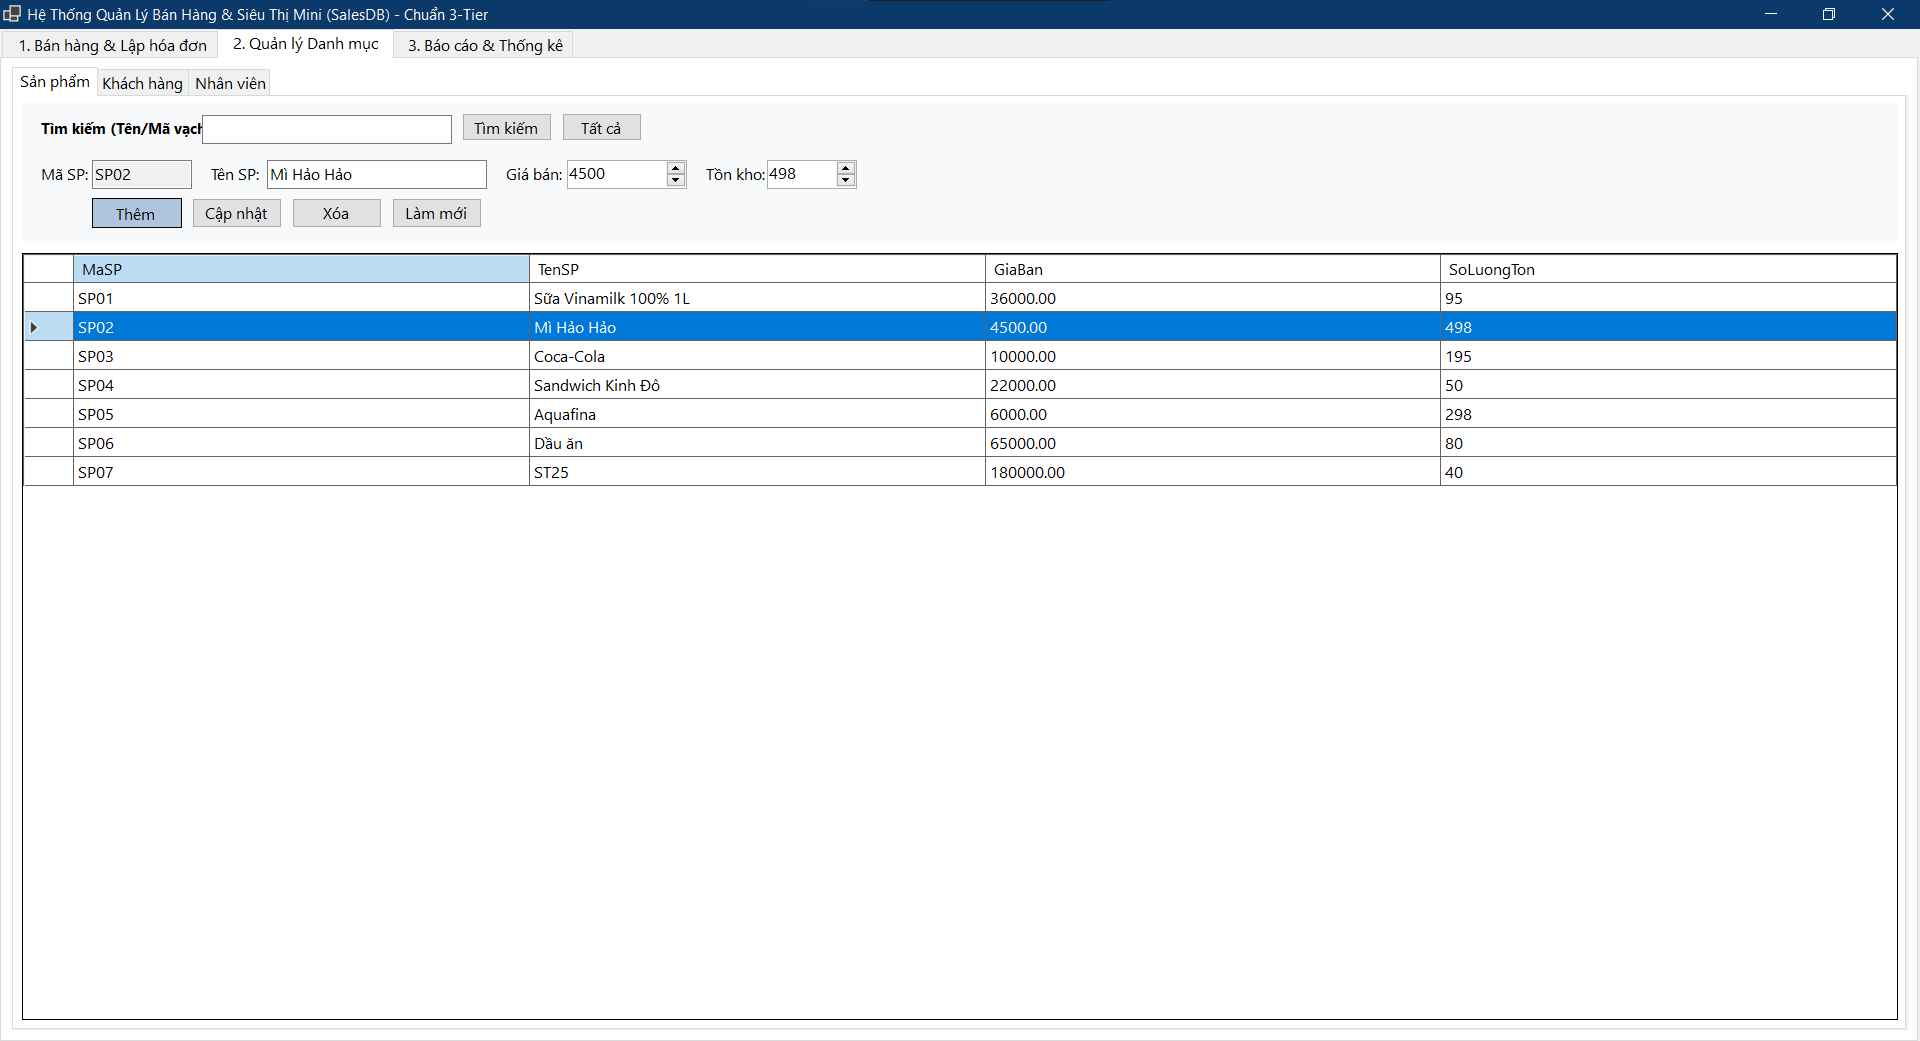 Hệ Thống Quản Lý Bán Hàng & Siêu Thị Mini (SalesDB) - Chuẩn 3-Tier
1. Bán hàng & Lập hóa đơn 2. Quản lý Danh mục 3. Báo cáo & Thống kê
Sản phẩm Khách hàng Nhân viên
Tìm kiếm (Tên/Mã vạch Tìm kiếm Tất cả
Mã SP: SP02 Tên SP: Mì Hảo Hảo Giá bán: 4500 Tồn kho: 498
Thêm Cập nhật Xóa Làm mới
MaSP TenSP GiaBan SoLuongTon
SP01 Sữa Vinamilk 100% 1L 36000.00 95
SP02 Mì Hảo Hảo 4500.00 498
SP03 Coca-Cola 10000.00 195
SP04 Sandwich Kinh Đô 22000.00 50
SP05 Aquafina 6000.00 298
SP06 Dầu ăn 65000.00 80
SP07 ST25 180000.00 40